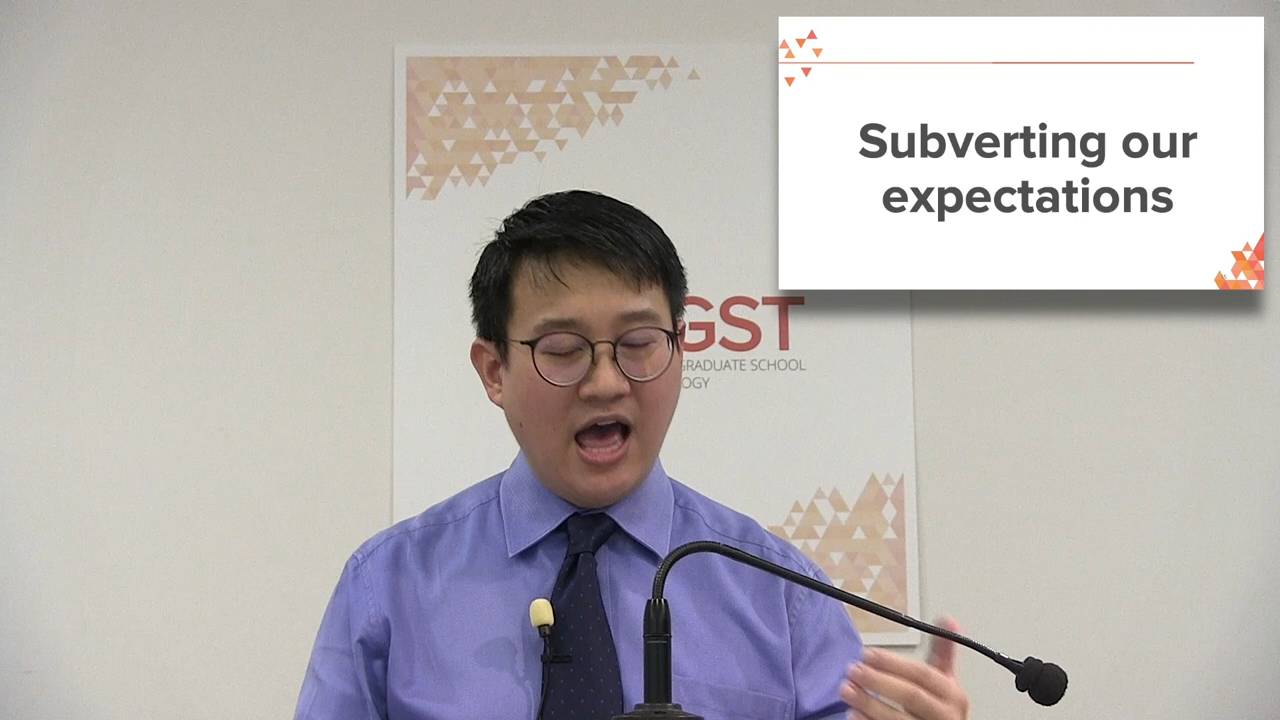 Subverting our
expectations
GST
GRADUATE SCHOOL
OGY